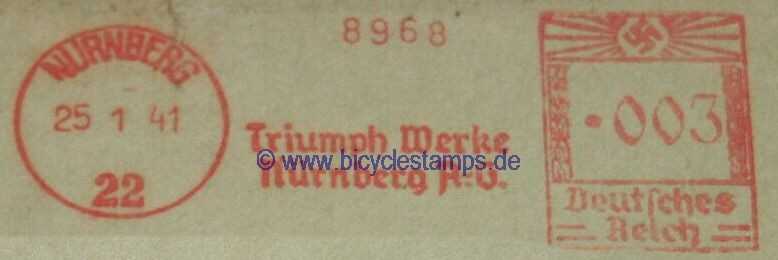 NÜRNBERG
25 1 41
22
8968
Triumph Werke
© www.bicyclestamps.de
Nürnberg A.G.
003
Deutsches
Reich